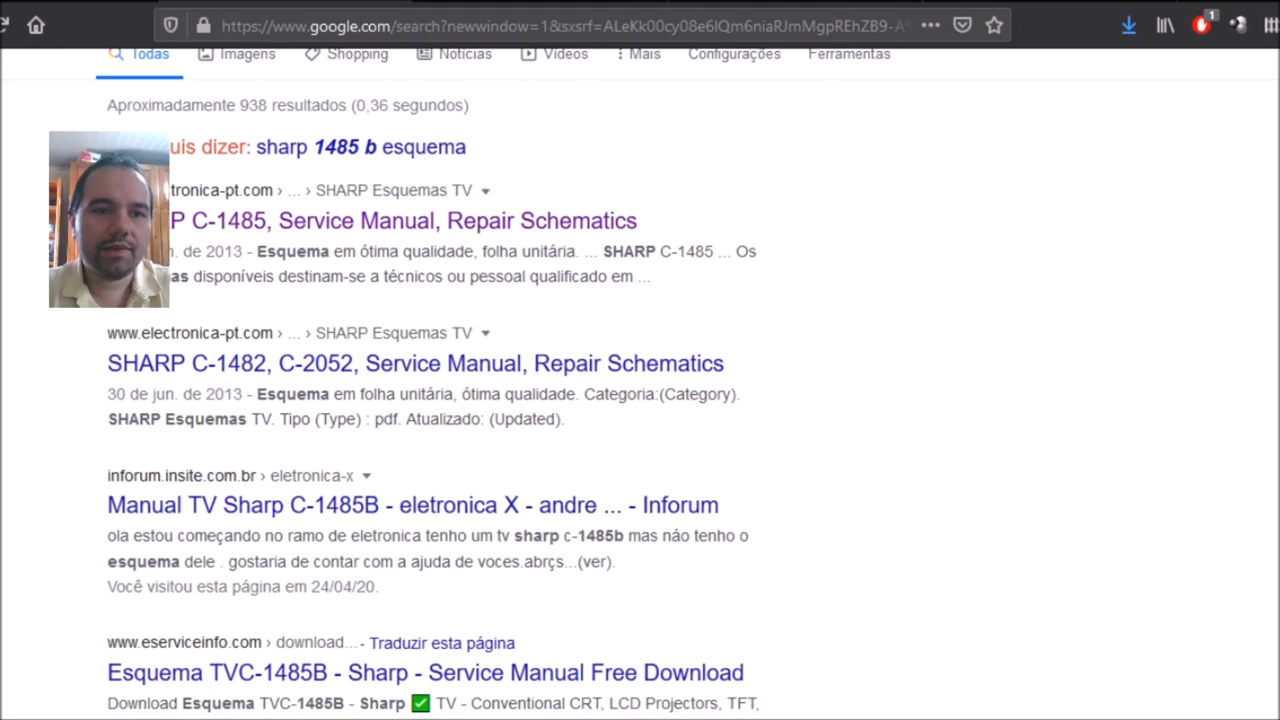 https://www.google.com/search?newwindow=1&sxsrf=ALeKk00cy08e6lQm6niaRJmMgpREhZB9-A
1
Todas Imagens Shopping Notícias Vídeos Mais Configurações Ferramentas
Aproximadamente 938 resultados (0,36 segundos)
uis dizer: sharp 1485 b esquema
tronica-pt.com › ... › SHARP Esquemas TV
P C-1485, Service Manual, Repair Schematics
n. de 2013 - Esquema em ótima qualidade, folha unitária. ... SHARP C-1485 ... Os
as disponíveis destinam-se a técnicos ou pessoal qualificado em ...
www.electronica-pt.com › ... › SHARP Esquemas TV
SHARP C-1482, C-2052, Service Manual, Repair Schematics
30 de jun. de 2013 - Esquema em folha unitária, ótima qualidade. Categoria:(Category).
SHARP Esquemas TV. Tipo (Type) : pdf. Atualizado: (Updated).
inforum.insite.com.br › eletronica-x
Manual TV Sharp C-1485B - eletronica X - andre ... - Inforum
ola estou começando no ramo de eletronica tenho um tv sharp c-1485b mas náo tenho o
esquema dele . gostaria de contar com a ajuda de voces.abrçs...(ver).
Você visitou esta página em 24/04/20.
www.eserviceinfo.com › download... - Traduzir esta página
Esquema TVC-1485B - Sharp - Service Manual Free Download
Download Esquema TVC-1485B - Sharp ✅ TV - Conventional CRT, LCD Projectors, TFT,